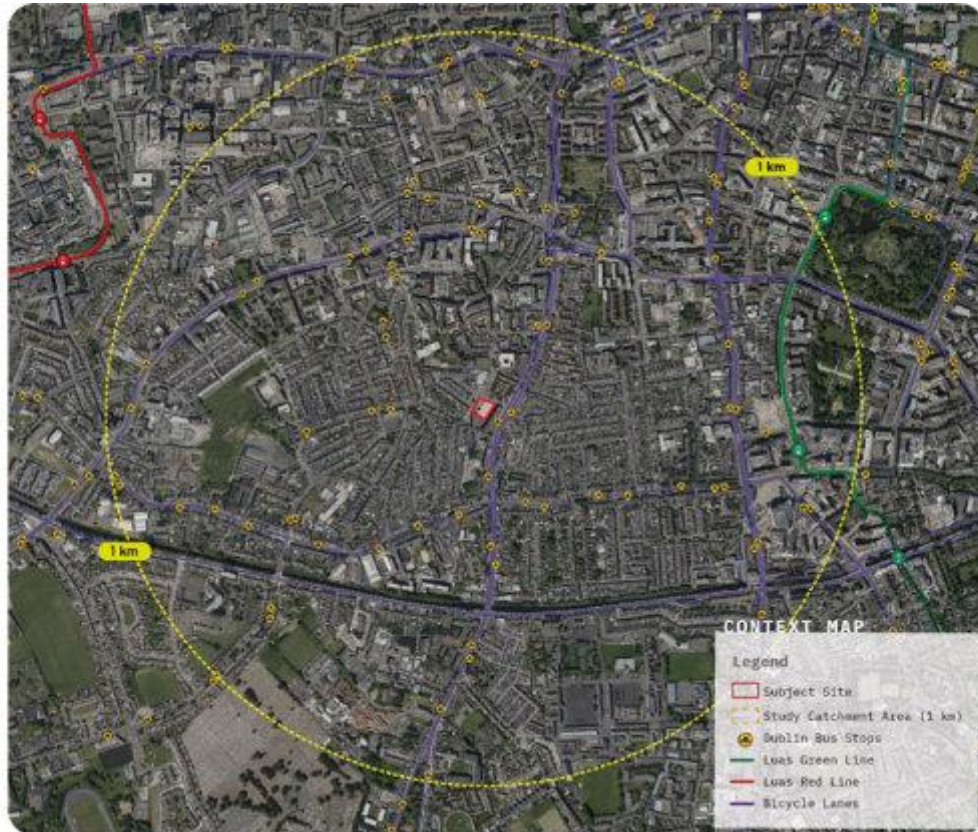 1 km
1 km
CONTEXT MAP
Legend
Subject Site
Study Catchment Area (1 km)
Dublin Bus Stops
Luas Green Line
Luas Red Line
Bicycle Lanes